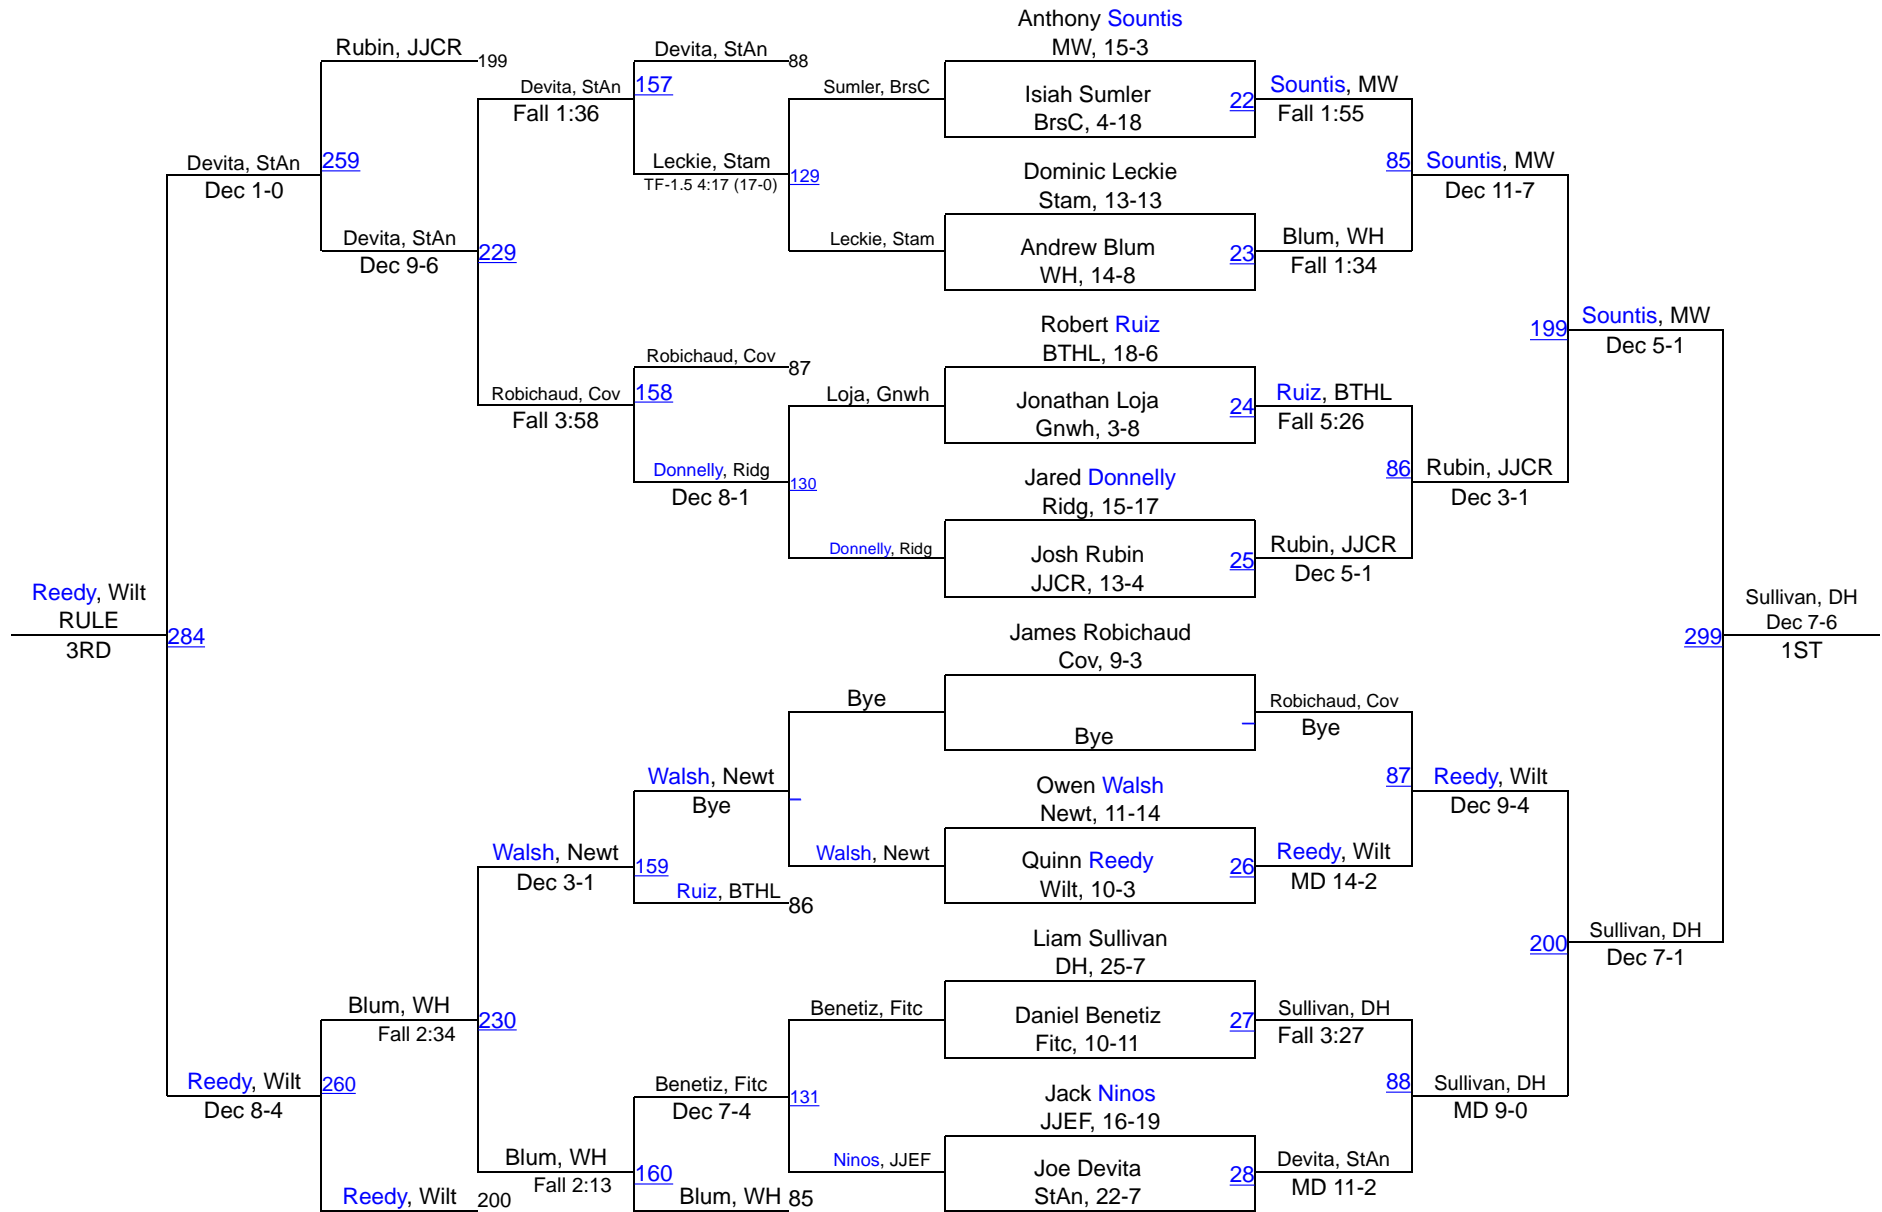 Anthony Sountis
MW, 15-3
Rubin, JJCR
199
Devita, StAn
88
Devita, StAn
157
Fall 1:36
Sumler, BrsC
Isiah Sumler
BrsC, 4-18
22
Sountis, MW
Fall 1:55
Devita, StAn
Dec 1-0
259
Leckie, Stam
TF-1.5 4:17 (17-0)
129
Dominic Leckie
Stam, 13-13
85
Sountis, MW
Dec 11-7
Devita, StAn
Dec 9-6
229
Leckie, Stam
Andrew Blum
WH, 14-8
23
Blum, WH
Fall 1:34
Robert Ruiz
BTHL, 18-6
199
Sountis, MW
Dec 5-1
Robichaud, Cov
87
Robichaud, Cov
158
Fall 3:58
Loja, Gnwh
Jonathan Loja
Gnwh, 3-8
24
Ruiz, BTHL
Fall 5:26
Donnelly, Ridg
Dec 8-1
130
Jared Donnelly
Ridg, 15-17
86
Rubin, JJCR
Dec 3-1
Donnelly, Ridg
Josh Rubin
JJCR, 13-4
25
Rubin, JJCR
Dec 5-1
Reedy, Wilt
RULE
3RD
284
James Robichaud
Cov, 9-3
299
Sullivan, DH
Dec 7-6
1ST
Bye
Bye
Robichaud, Cov
Bye
Walsh, Newt
Bye
Owen Walsh
Newt, 11-14
87
Reedy, Wilt
Dec 9-4
Walsh, Newt
Dec 3-1
159
Ruiz, BTHL
86
Walsh, Newt
Quinn Reedy
Wilt, 10-3
26
Reedy, Wilt
MD 14-2
Liam Sullivan
DH, 25-7
200
Sullivan, DH
Dec 7-1
Blum, WH
Fall 2:34
230
Benetiz, Fitc
Daniel Benetiz
Fitc, 10-11
27
Sullivan, DH
Fall 3:27
Reedy, Wilt
Dec 8-4
260
Benetiz, Fitc
Dec 7-4
131
Jack Ninos
JJEF, 16-19
88
Sullivan, DH
MD 9-0
Blum, WH
Fall 2:13
160
Ninos, JJEF
Joe Devita
StAn, 22-7
28
Devita, StAn
MD 11-2
Reedy, Wilt
200
Blum, WH
85